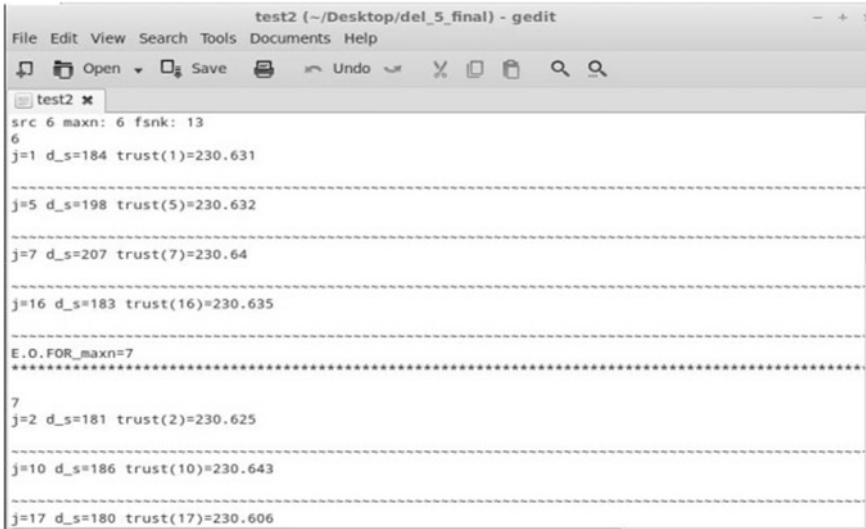 test2 (~/Desktop/del_5_final) - gedit
File Edit View Search Tools Documents Help
Open Save Undo
test2
src 6 maxn: 6 fsnk: 13
6
j=1 d_s=184 trust(1)=230.631
~~~~~~~~~~~~~~~~~~~~~~~~~~~~~~~~~~~~~~~~~~~~~~~~~~~~~~~~~~~~~~~~~~~~~~~~~~~~~~~~~~~~~~~~~~~~~~~~~~~~
j=5 d_s=198 trust(5)=230.632
~~~~~~~~~~~~~~~~~~~~~~~~~~~~~~~~~~~~~~~~~~~~~~~~~~~~~~~~~~~~~~~~~~~~~~~~~~~~~~~~~~~~~~~~~~~~~~~~~~~~
j=7 d_s=207 trust(7)=230.64
~~~~~~~~~~~~~~~~~~~~~~~~~~~~~~~~~~~~~~~~~~~~~~~~~~~~~~~~~~~~~~~~~~~~~~~~~~~~~~~~~~~~~~~~~~~~~~~~~~~~
j=16 d_s=183 trust(16)=230.635
~~~~~~~~~~~~~~~~~~~~~~~~~~~~~~~~~~~~~~~~~~~~~~~~~~~~~~~~~~~~~~~~~~~~~~~~~~~~~~~~~~~~~~~~~~~~~~~~~~~~
E.O.FOR_maxn=7
****************************************************************************************************
7
j=2 d_s=181 trust(2)=230.625
~~~~~~~~~~~~~~~~~~~~~~~~~~~~~~~~~~~~~~~~~~~~~~~~~~~~~~~~~~~~~~~~~~~~~~~~~~~~~~~~~~~~~~~~~~~~~~~~~~~~
j=10 d_s=186 trust(10)=230.643
~~~~~~~~~~~~~~~~~~~~~~~~~~~~~~~~~~~~~~~~~~~~~~~~~~~~~~~~~~~~~~~~~~~~~~~~~~~~~~~~~~~~~~~~~~~~~~~~~~~~
j=17 d_s=180 trust(17)=230.606